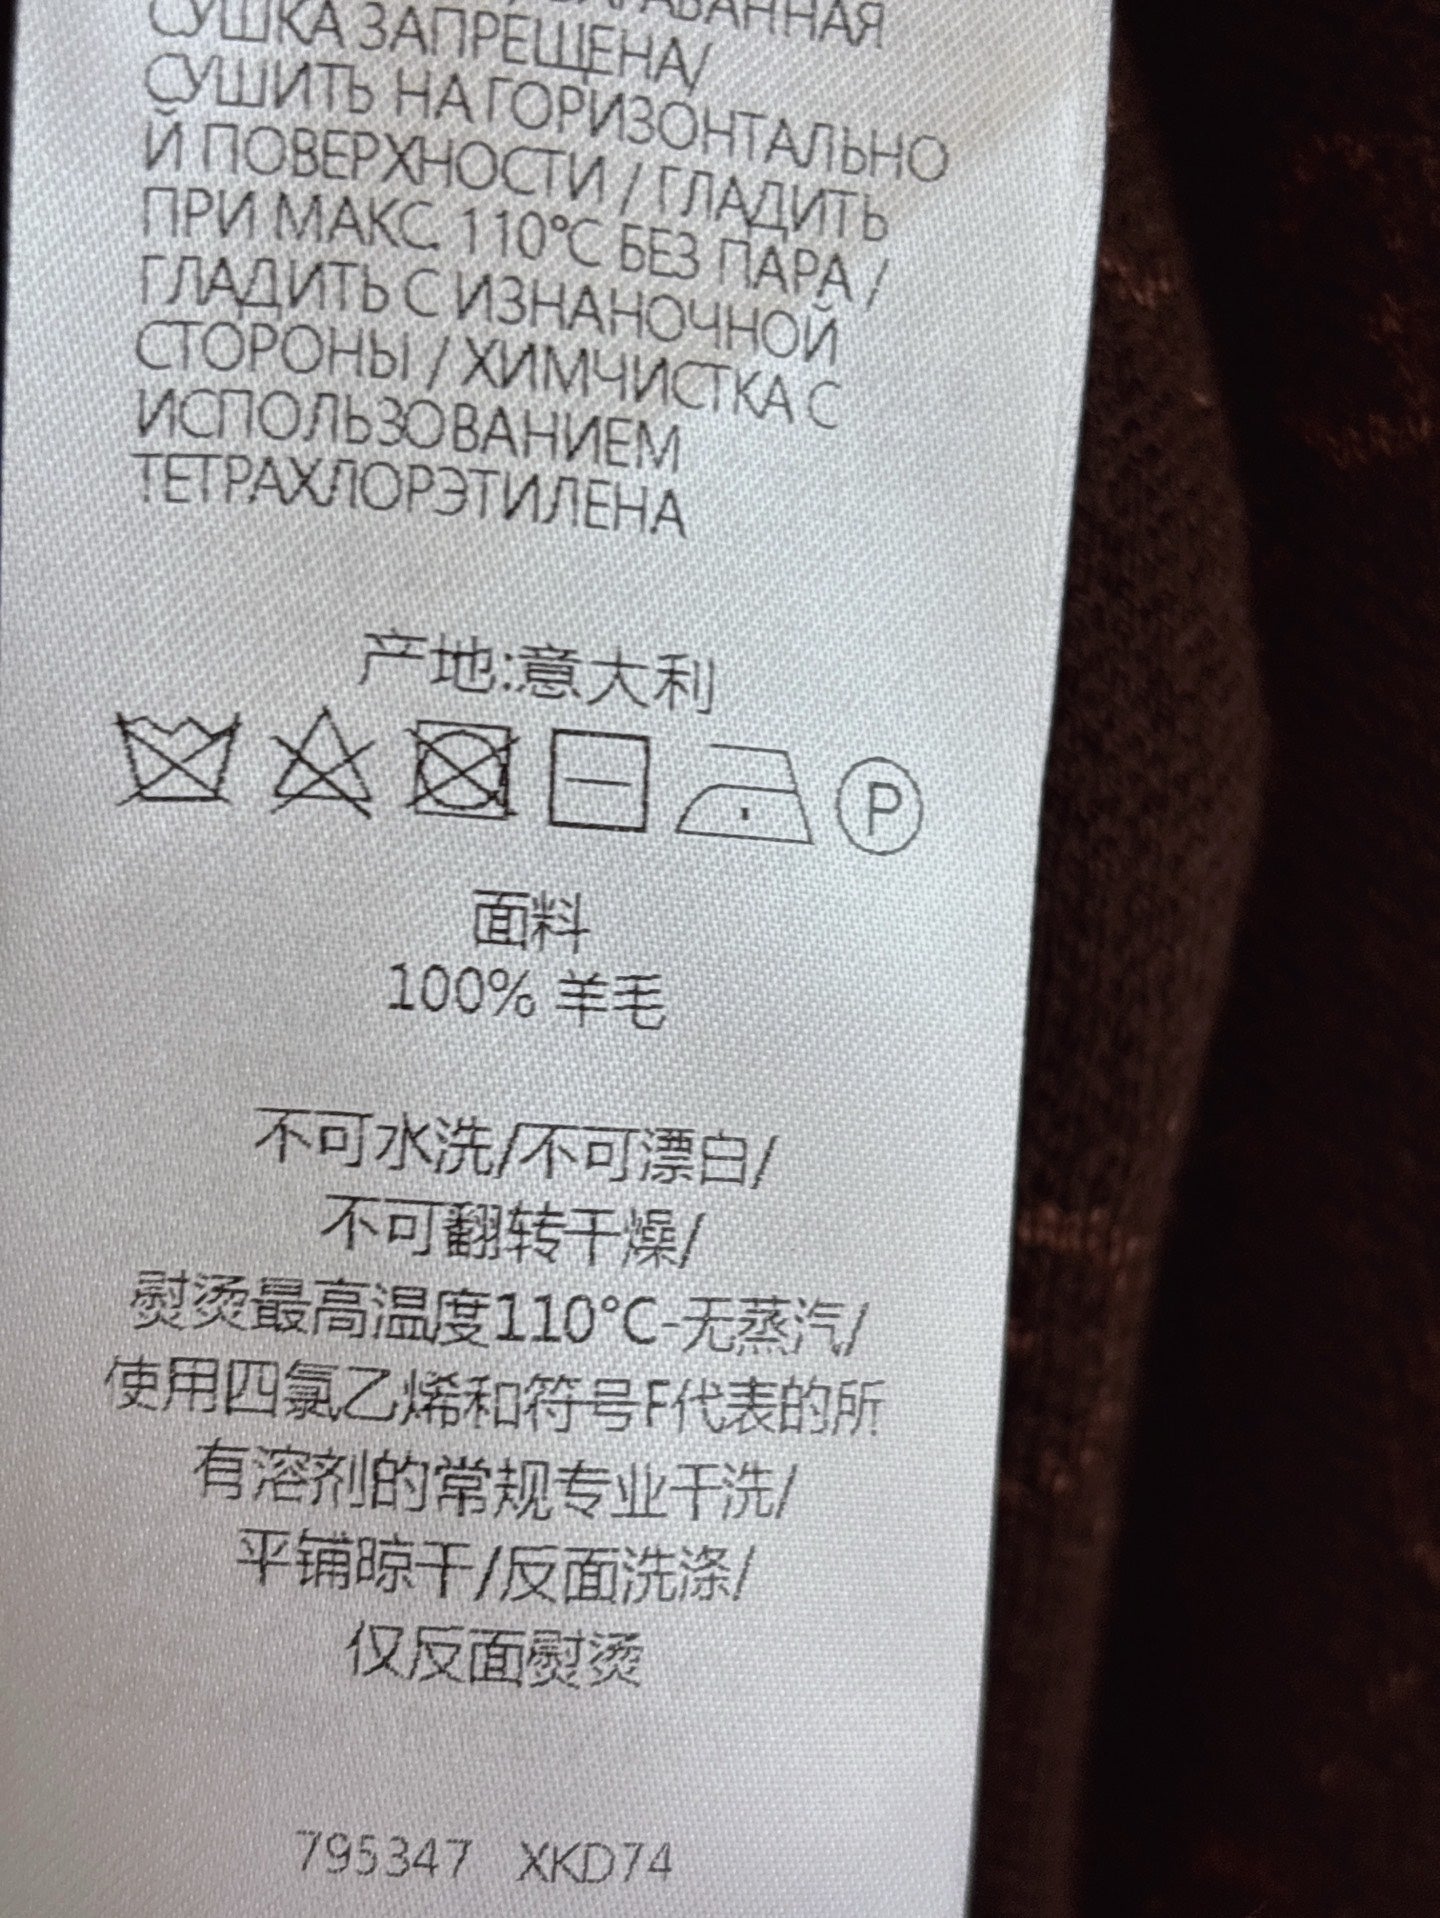 СУШКА ЗАПРЕЩЕНА/
СУШИТЬ НА ГОРИЗОНТАЛЬНО
Й ПОВЕРХНОСТИ / ГЛАДИТЬ
ПРИ МАКС. 110°C БЕЗ ПАРА /
ГЛАДИТЬ С ИЗНАНОЧНОЙ
СТОРОНЫ / ХИМЧИСТКА С
ИСПОЛЬЗОВАНИЕМ
ТЕТРАХЛОРЭТИЛЕНА
产地:意大利
P
面料
100% 羊毛
不可水洗/不可漂白/
不可翻转干燥/
熨烫最高温度110°C-无蒸汽/
使用四氯乙烯和符号F代表的所
有溶剂的常规专业干洗/
平铺晾干/反面洗涤/
仅反面熨烫
795347 XKD74